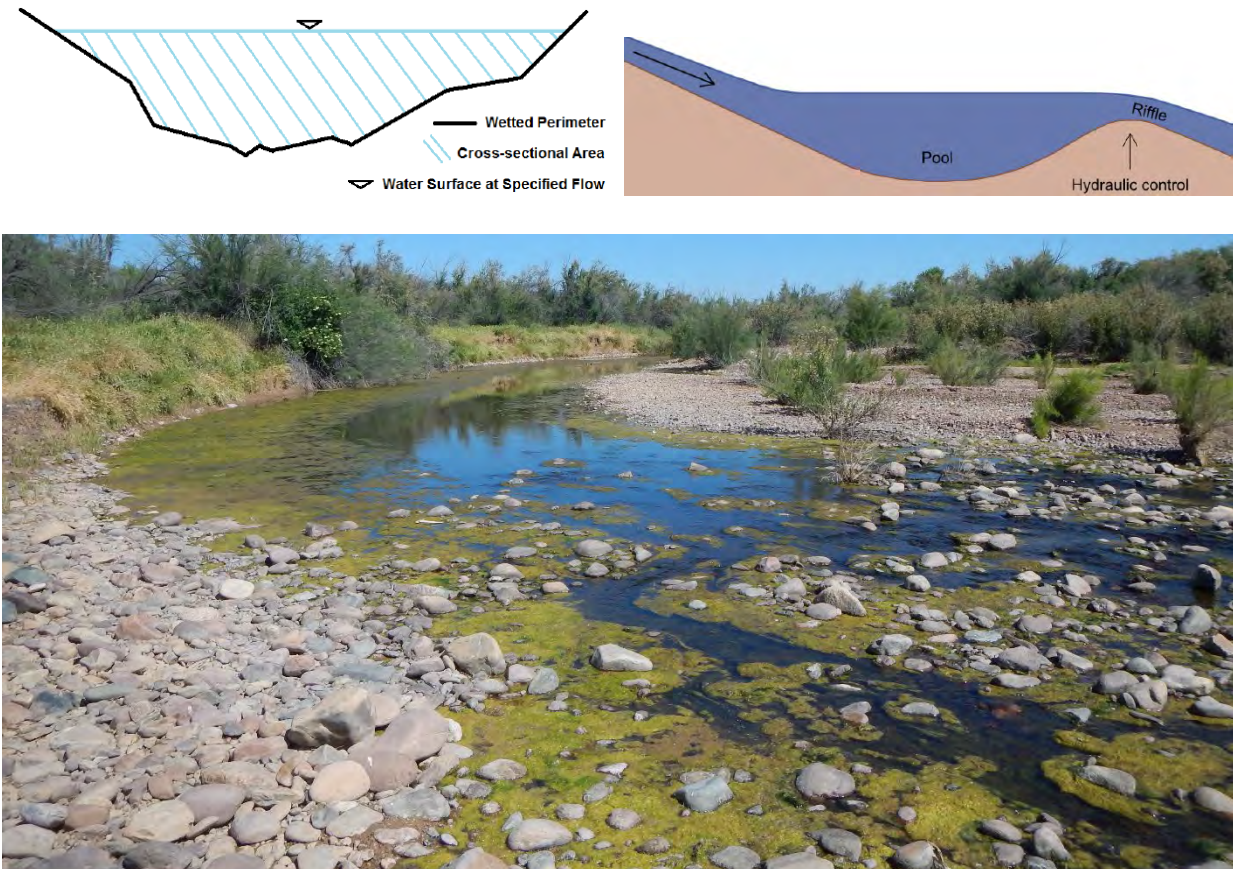 Wetted Perimeter
Cross-sectional Area
Water Surface at Specified Flow
Riffle
Pool
Hydraulic control